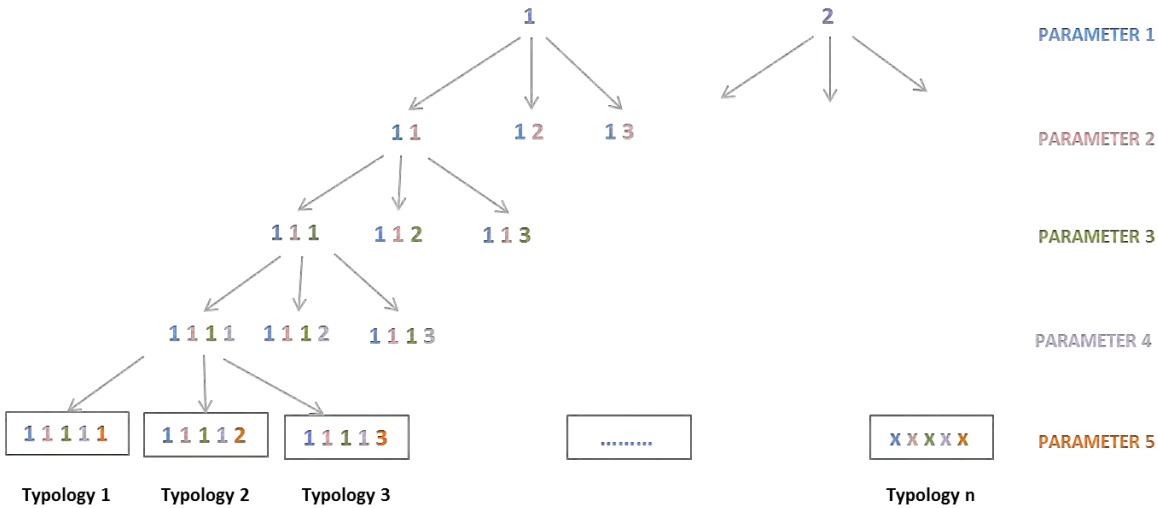 1 2 PARAMETER 1
1 1 1 2 1 3 PARAMETER 2
1 1 1 1 1 2 1 1 3 PARAMETER 3
1 1 1 1 1 1 1 2 1 1 1 3 PARAMETER 4
1 1 1 1 1 1 1 1 1 2 1 1 1 1 3 ……… X X X X X PARAMETER 5
Typology 1 Typology 2 Typology 3 Typology n